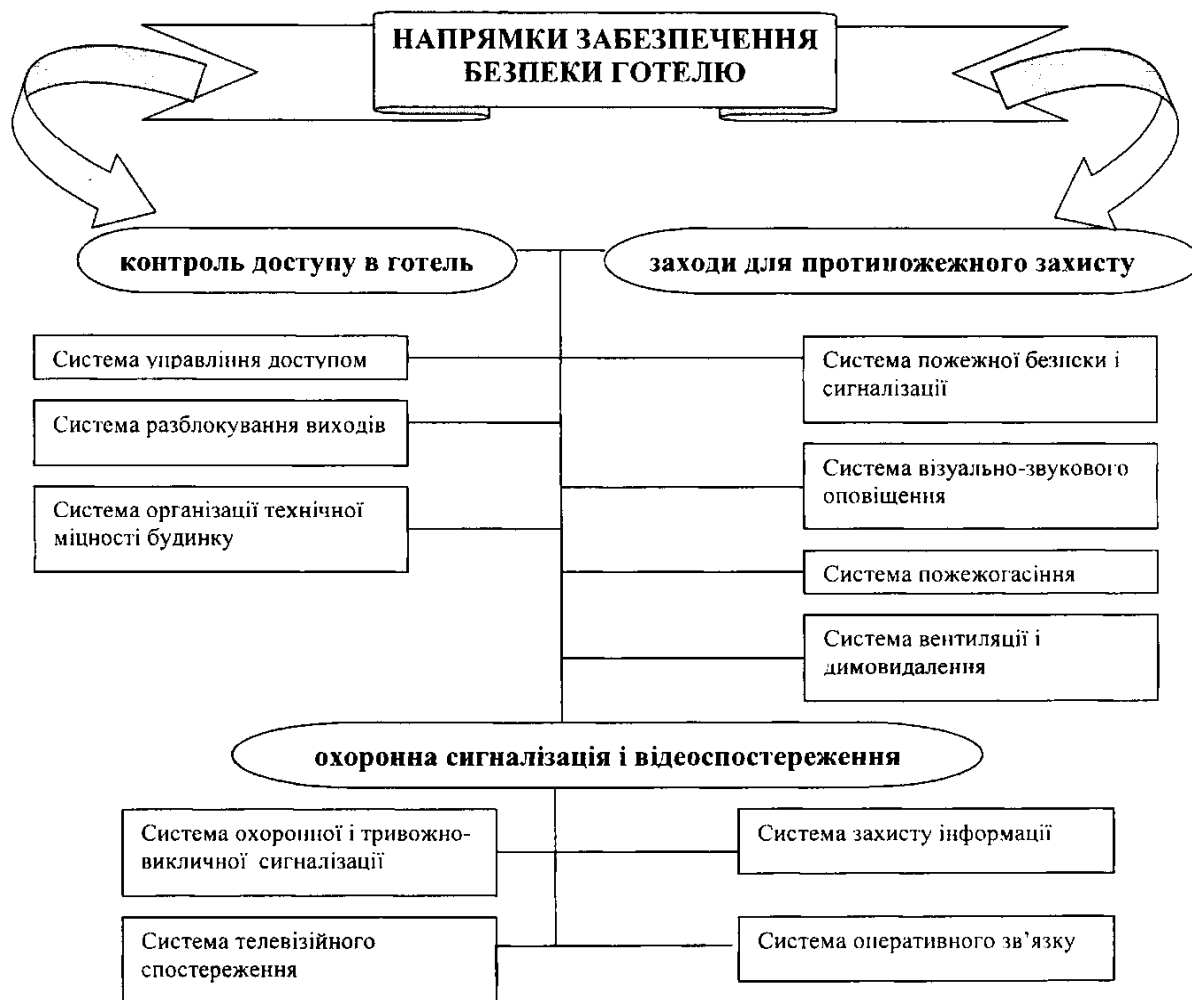 НАПРЯМКИ ЗАБЕЗПЕЧЕННЯ
БЕЗПЕКИ ГОТЕЛЮ
контроль доступу в готель
заходи для протипожежного захисту
Система управління доступом
Система разблокування виходів
Система організації технічної
міцності будинку
Система пожежної безпеки і
сигналізації
Система візуально-звукового
оповіщення
Система пожежогасіння
Система вентиляції і
димовидалення
охоронна сигналізація і відеоспостереження
Система охоронної і тривожно-
викличної сигналізації
Система телевізійного
спостереження
Система захисту інформації
Система оперативного зв’язку